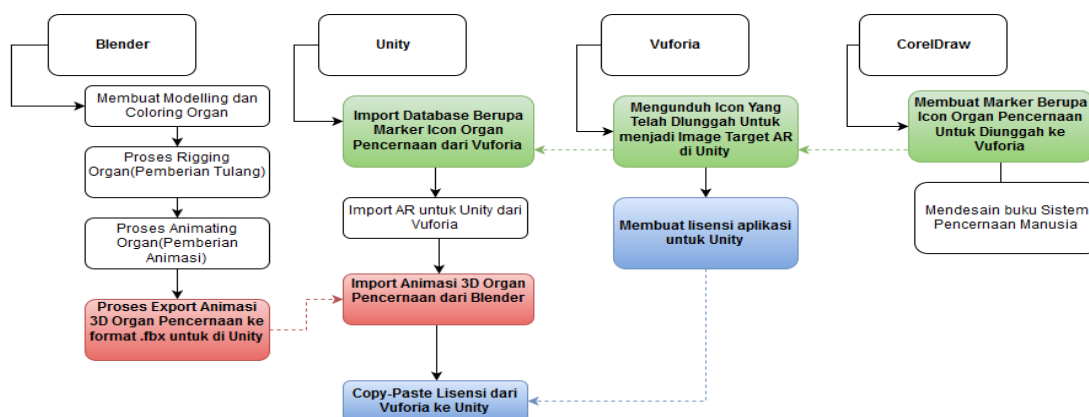 Blender
Unity
Vuforia
CorelDraw
Membuat Modelling dan
Coloring Organ
Proses Rigging
Organ(Pemberian Tulang)
Proses Animating
Organ(Pemberian
Animasi)
Proses Export Animasi
3D Organ Pencernaan ke
format .fbx untuk di Unity
Import Database Berupa
Marker Icon Organ
Pencernaan dari Vuforia
Import AR untuk Unity dari
Vuforia
Import Animasi 3D Organ
Pencernaan dari Blender
Copy-Paste Lisensi dari
Vuforia ke Unity
Mengunduh Icon Yang
Telah DIunggah Untuk
menjadi Image Target AR
di Unity
Membuat lisensi aplikasi
untuk Unity
Membuat Marker Berupa
Icon Organ Pencernaan
Untuk Diunggah ke
Vuforia
Mendesain buku Sistem
Pencernaan Manusia